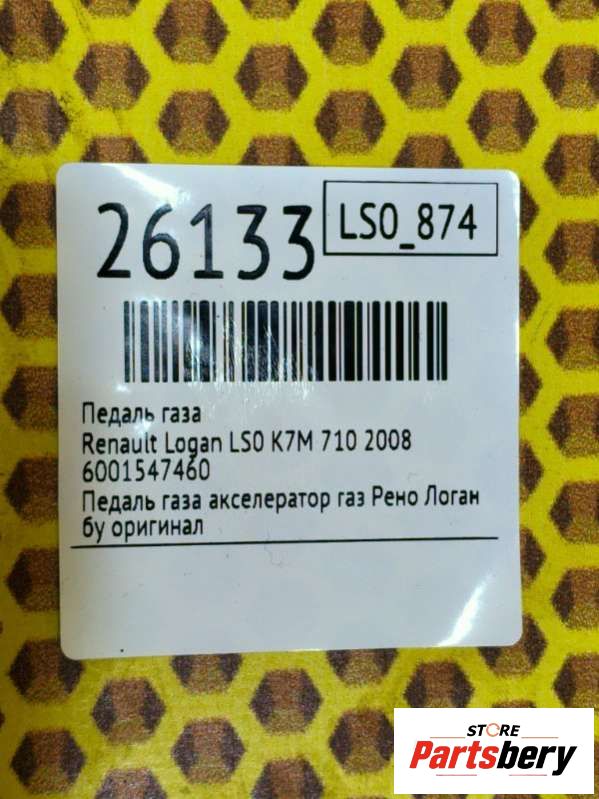 26133
LS0_874
Педаль газа
Renault Logan LS0 K7M 710 2008
6001547460
Педаль газа акселератор газ Рено Логан
бу оригинал
STORE
Partsbery